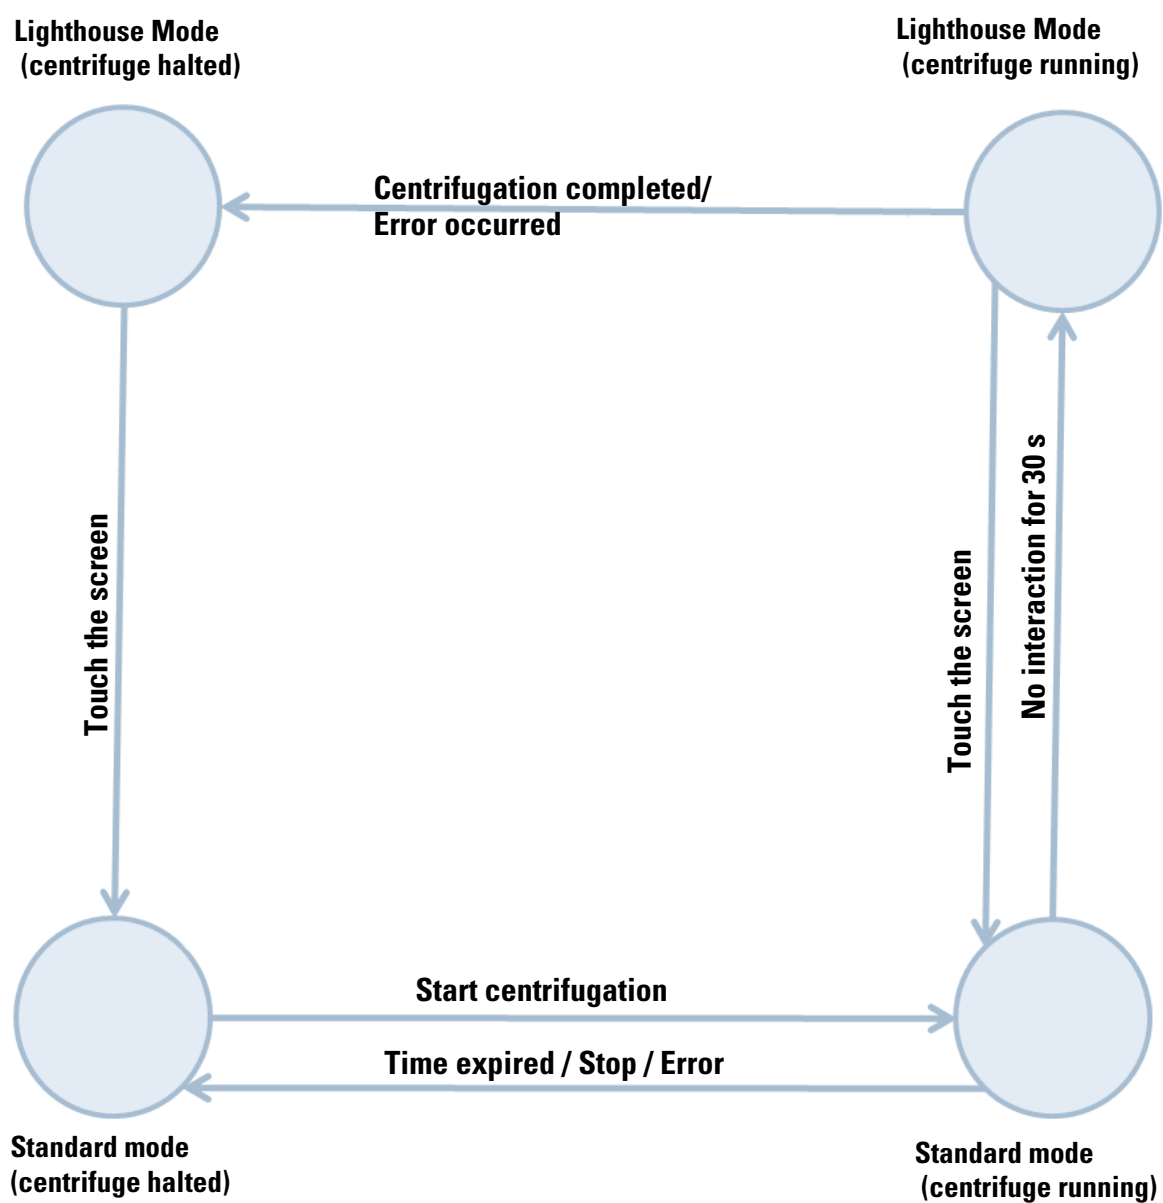 Lighthouse Mode
(centrifuge halted)
Lighthouse Mode
(centrifuge running)
Centrifugation completed/
Error occurred
Touch the screen
Touch the screen
No interaction for 30 s
Start centrifugation
Time expired / Stop / Error
Standard mode
(centrifuge halted)
Standard mode
(centrifuge running)